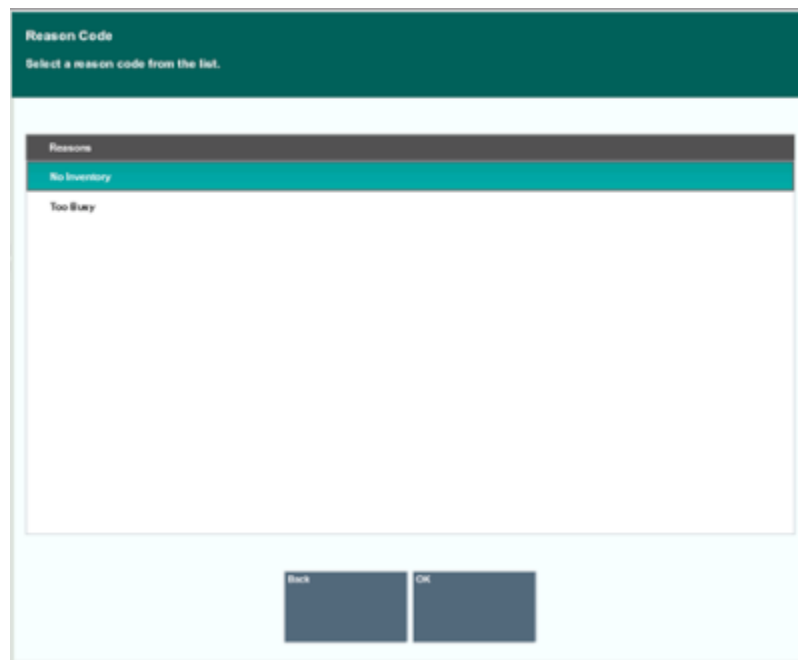 Reason Code
Select a reason code from the list.
Reasons
No Inventory
Too Busy
Back
OK